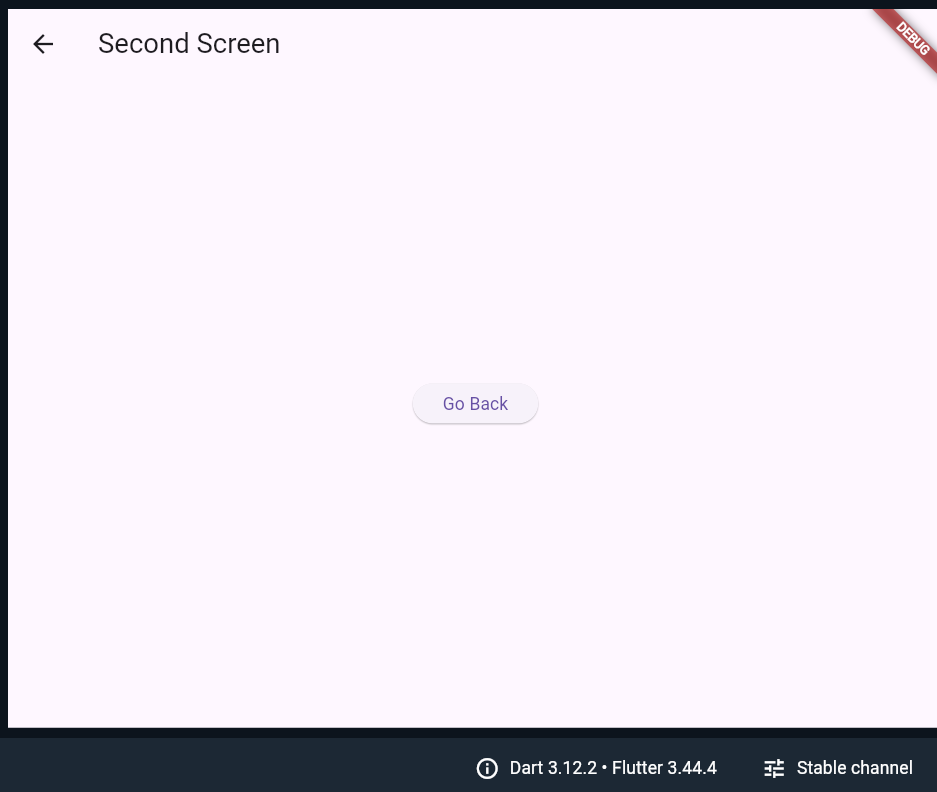 Second Screen
DEBUG
Go Back
Dart 3.12.2 • Flutter 3.44.4
Stable channel